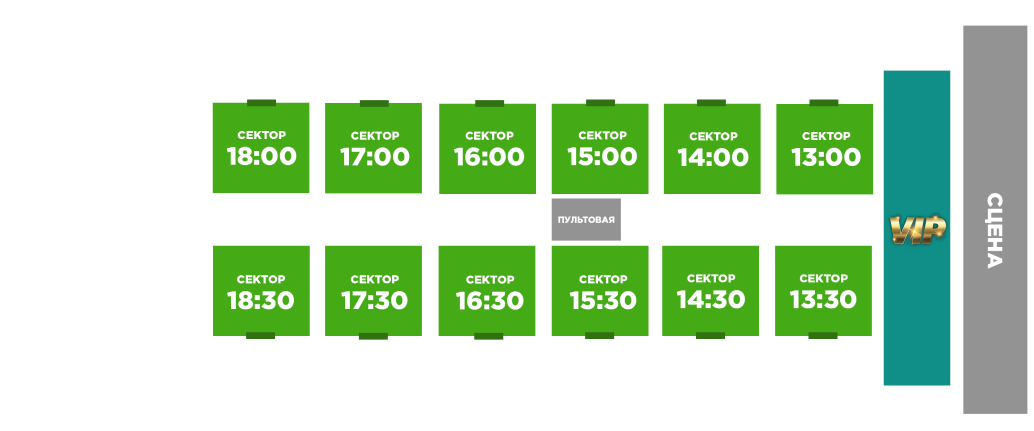 СЕКТОР
18:00
СЕКТОР
17:00
СЕКТОР
16:00
СЕКТОР
15:00
СЕКТОР
14:00
СЕКТОР
13:00
ПУЛЬТОВАЯ
СЕКТОР
18:30
СЕКТОР
17:30
СЕКТОР
16:30
СЕКТОР
15:30
СЕКТОР
14:30
СЕКТОР
13:30
VIP
СЦЕНА